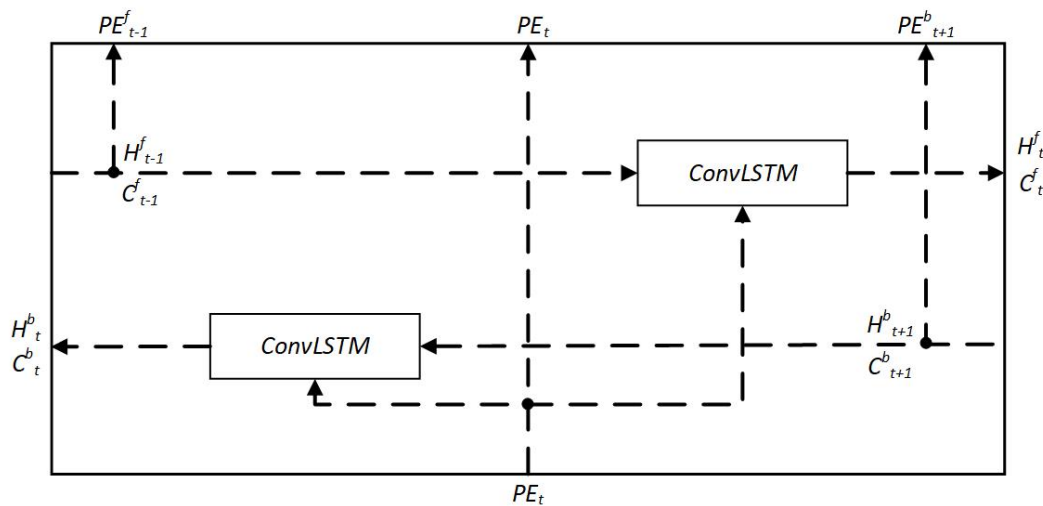 PE^f_{t-1}
PE_t
PE^b_{t+1}
H^f_{t-1}
C^f_{t-1}
ConvLSTM
H^f_t
C^f_t
H^b_t
C^b_t
ConvLSTM
H^b_{t+1}
C^b_{t+1}
PE_t